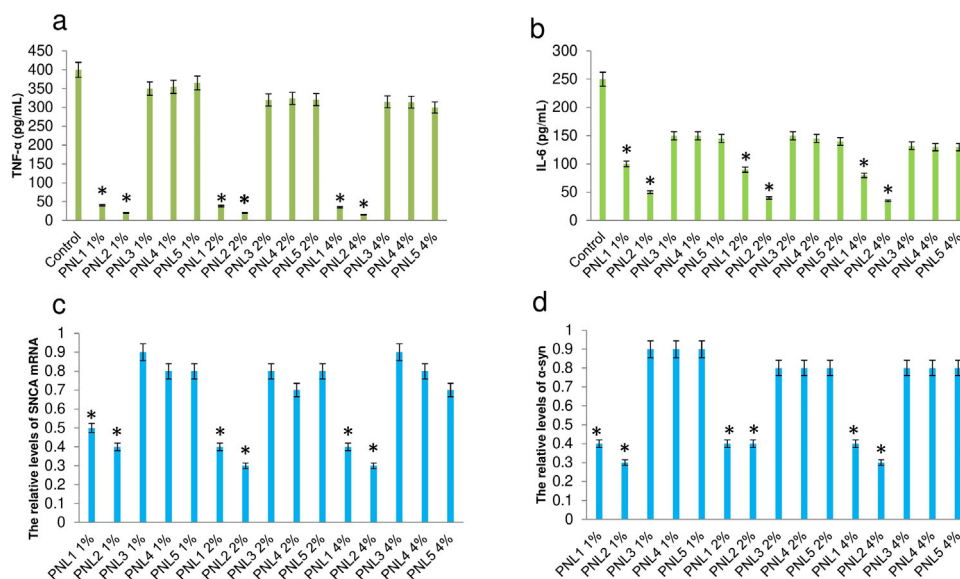 a
TNF-α (pg/mL)
450
400
350
300
250
200
150
100
50
0
* * * * * *
Control
PNL1 1%
PNL2 1%
PNL3 1%
PNL4 1%
PNL5 1%
PNL1 2%
PNL2 2%
PNL3 2%
PNL4 2%
PNL5 2%
PNL1 4%
PNL2 4%
PNL3 4%
PNL4 4%
PNL5 4%
b
IL-6 (pg/mL)
300
250
200
150
100
50
0
* * * * * *
Control
PNL1 1%
PNL2 1%
PNL3 1%
PNL4 1%
PNL5 1%
PNL1 2%
PNL2 2%
PNL3 2%
PNL4 2%
PNL5 2%
PNL1 4%
PNL2 4%
PNL3 4%
PNL4 4%
PNL5 4%
c
The relative levels of SNCA mRNA
1
0.9
0.8
0.7
0.6
0.5
0.4
0.3
0.2
0.1
0
* * * * * *
PNL1 1%
PNL2 1%
PNL3 1%
PNL4 1%
PNL5 1%
PNL1 2%
PNL2 2%
PNL3 2%
PNL4 2%
PNL5 2%
PNL1 4%
PNL2 4%
PNL3 4%
PNL4 4%
PNL5 4%
d
The relative levels of α-syn
1
0.9
0.8
0.7
0.6
0.5
0.4
0.3
0.2
0.1
0
* * * * * *
PNL1 1%
PNL2 1%
PNL3 1%
PNL4 1%
PNL5 1%
PNL1 2%
PNL2 2%
PNL3 2%
PNL4 2%
PNL5 2%
PNL1 4%
PNL2 4%
PNL3 4%
PNL4 4%
PNL5 4%